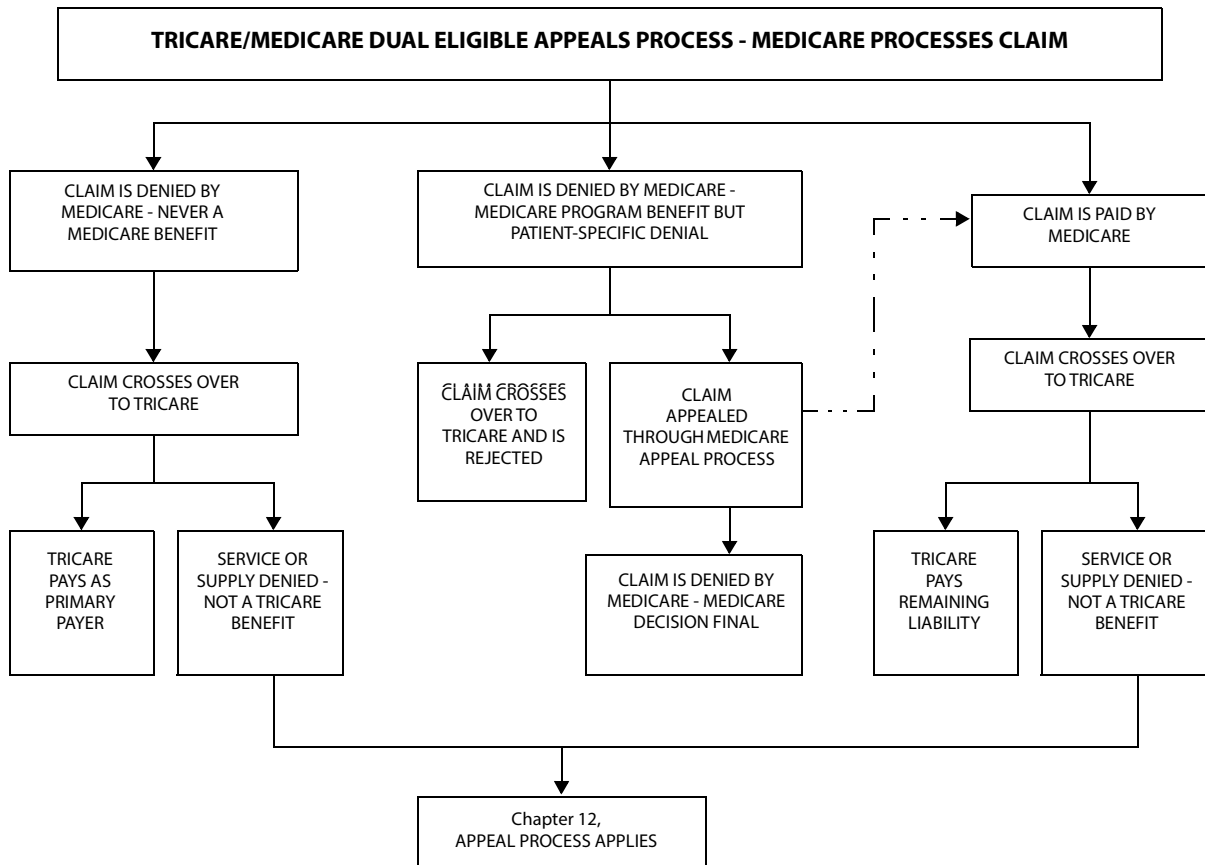 TRICARE/MEDICARE DUAL ELIGIBLE APPEALS PROCESS - MEDICARE PROCESSES CLAIM
CLAIM IS DENIED BY
MEDICARE - NEVER A
MEDICARE BENEFIT
CLAIM IS DENIED BY MEDICARE -
MEDICARE PROGRAM BENEFIT BUT
PATIENT-SPECIFIC DENIAL
CLAIM IS PAID BY
MEDICARE
CLAIM CROSSES OVER
TO TRICARE
CLAIM CROSSES
OVER TO
TRICARE AND IS
REJECTED
CLAIM
APPEALED
THROUGH MEDICARE
APPEAL PROCESS
CLAIM CROSSES OVER
TO TRICARE
TRICARE
PAYS AS
PRIMARY
PAYER
SERVICE OR
SUPPLY DENIED -
NOT A TRICARE
BENEFIT
CLAIM IS DENIED BY
MEDICARE - MEDICARE
DECISION FINAL
TRICARE
PAYS
REMAINING
LIABILITY
SERVICE OR
SUPPLY DENIED -
NOT A TRICARE
BENEFIT
Chapter 12,
APPEAL PROCESS APPLIES